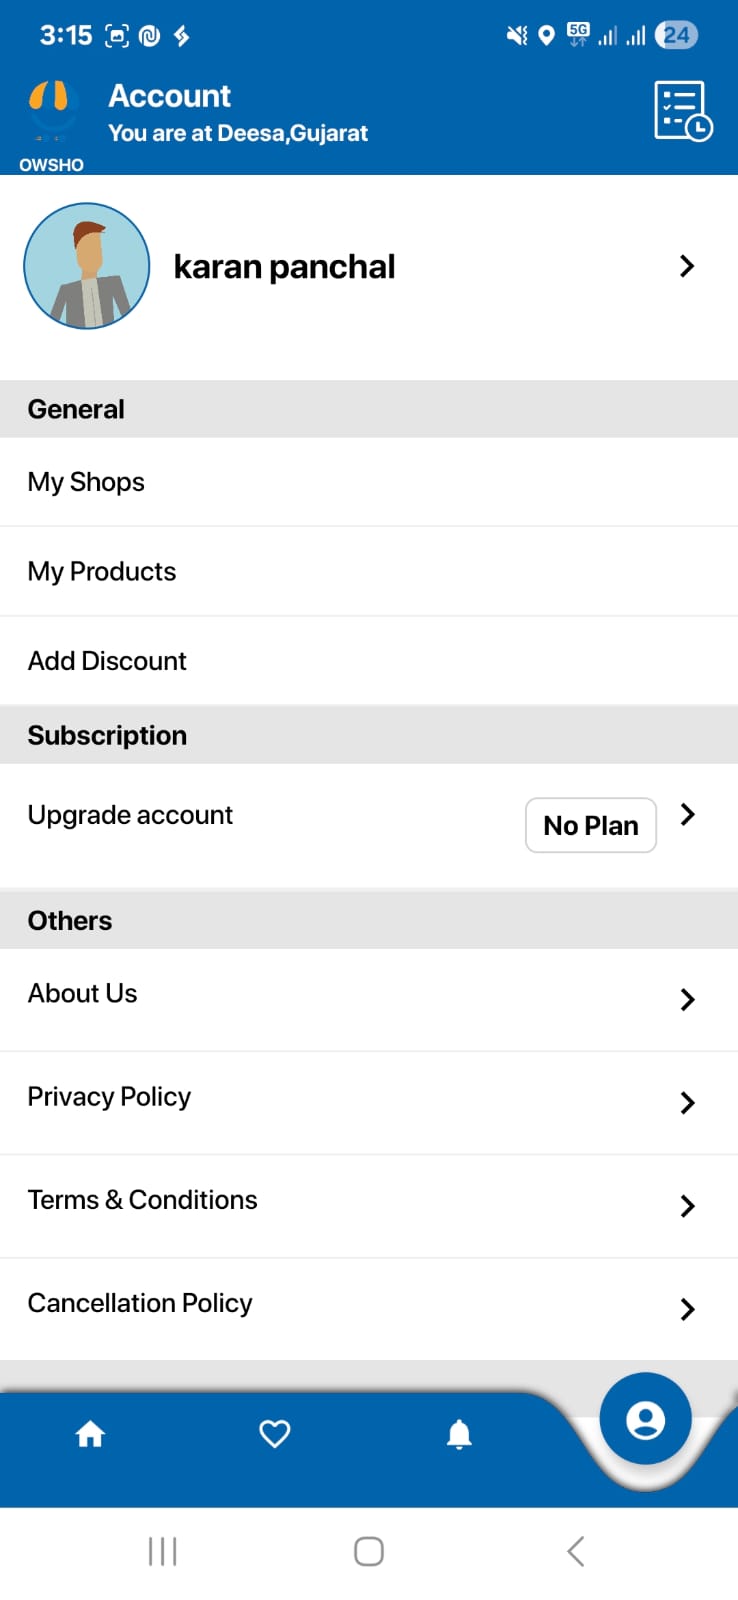 3:15
5G
24
Account
You are at Deesa,Gujarat
OWSHO
karan panchal
General
My Shops
My Products
Add Discount
Subscription
Upgrade account
No Plan
Others
About Us
Privacy Policy
Terms & Conditions
Cancellation Policy